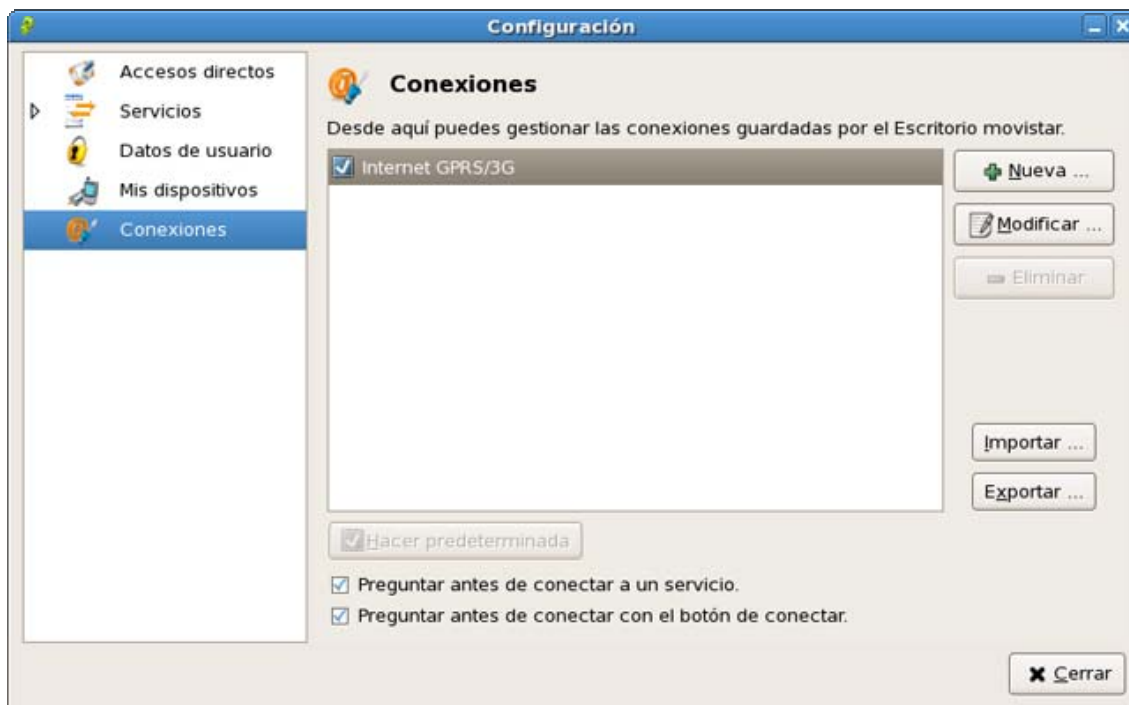 Configuración
Accesos directos
Servicios
Datos de usuario
Mis dispositivos
Conexiones
Conexiones
Desde aquí puedes gestionar las conexiones guardadas por el Escritorio movistar.
Internet GPRS/3G
Nueva ...
Modificar ...
Eliminar
Importar ...
Exportar ...
Hacer predeterminada
Preguntar antes de conectar a un servicio.
Preguntar antes de conectar con el botón de conectar.
Cerrar